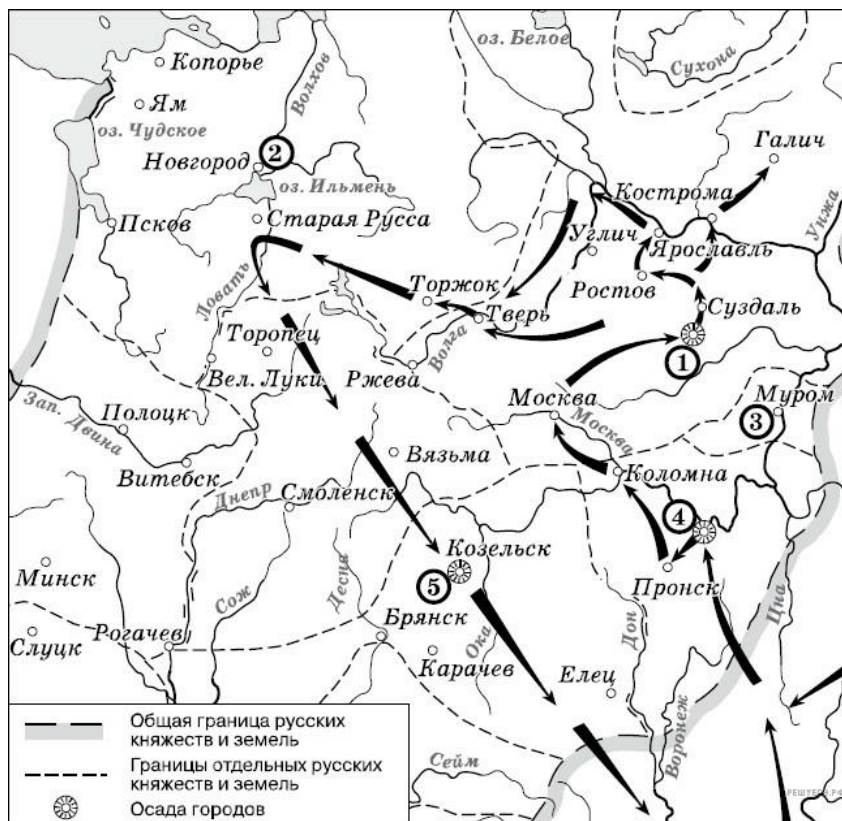 Копорье
Ям
оз. Чудское
Волхов
оз. Белое
Сухона
Новгород
2
оз. Ильмень
Псков
Старая Русса
Галич
Кострома
Углич
Ярославль
Унжа
Ростов
Суздаль
1
Ловать
Торжок
Тверь
Волга
Торопец
Вел. Луки
Ржева
Москва
Москва
Муром
3
Зап. Двина
Полоцк
Витебск
Вязьма
Коломна
Днепр
Смоленск
4
Козельск
5
Пронск
Минск
Сож
Десна
Дон
Цна
Слуцк
Рогачев
Брянск
Карачев
Ока
Елец
Воронеж
Сейм
Общая граница русских
княжеств и земель
Границы отдельных русских
княжеств и земель
Осада городов
РЕШУЕГЭ.РФ